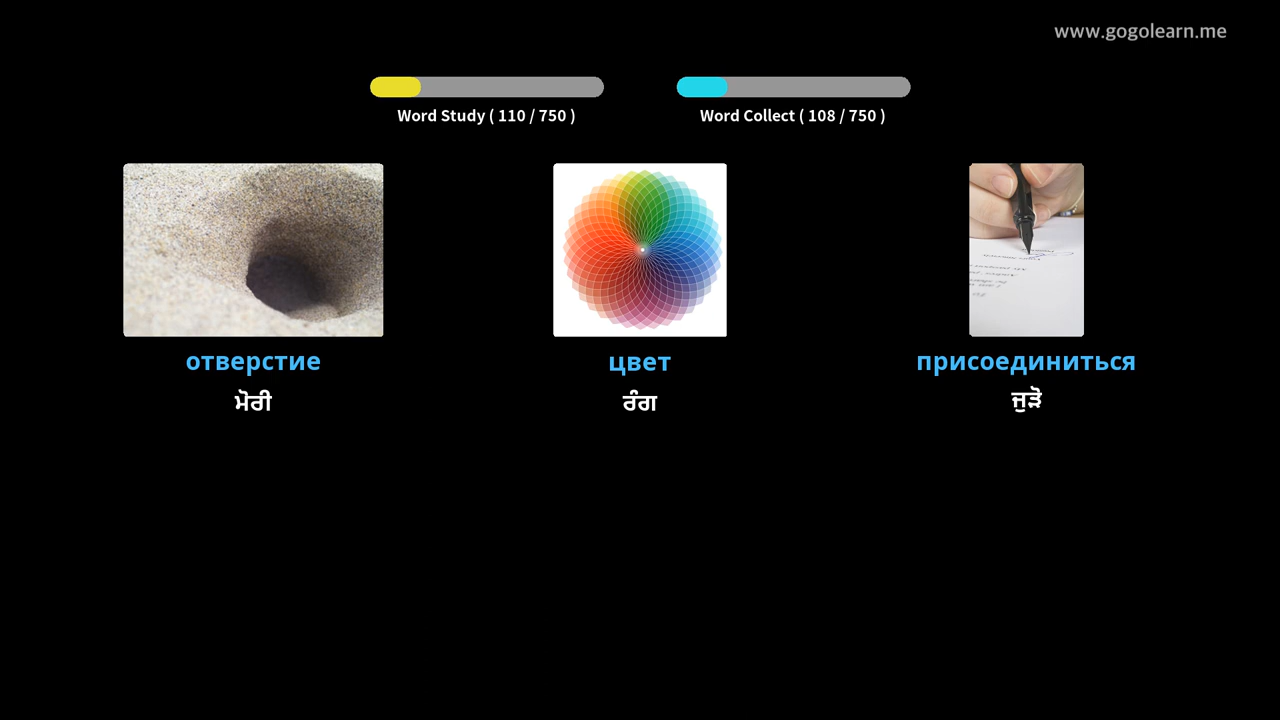 www.gogolearn.me
Word Study ( 110 / 750 )
Word Collect ( 108 / 750 )
отверстие
ਮੋਰੀ
цвет
ਰੰਗ
присоединиться
ਜੁੜੋ